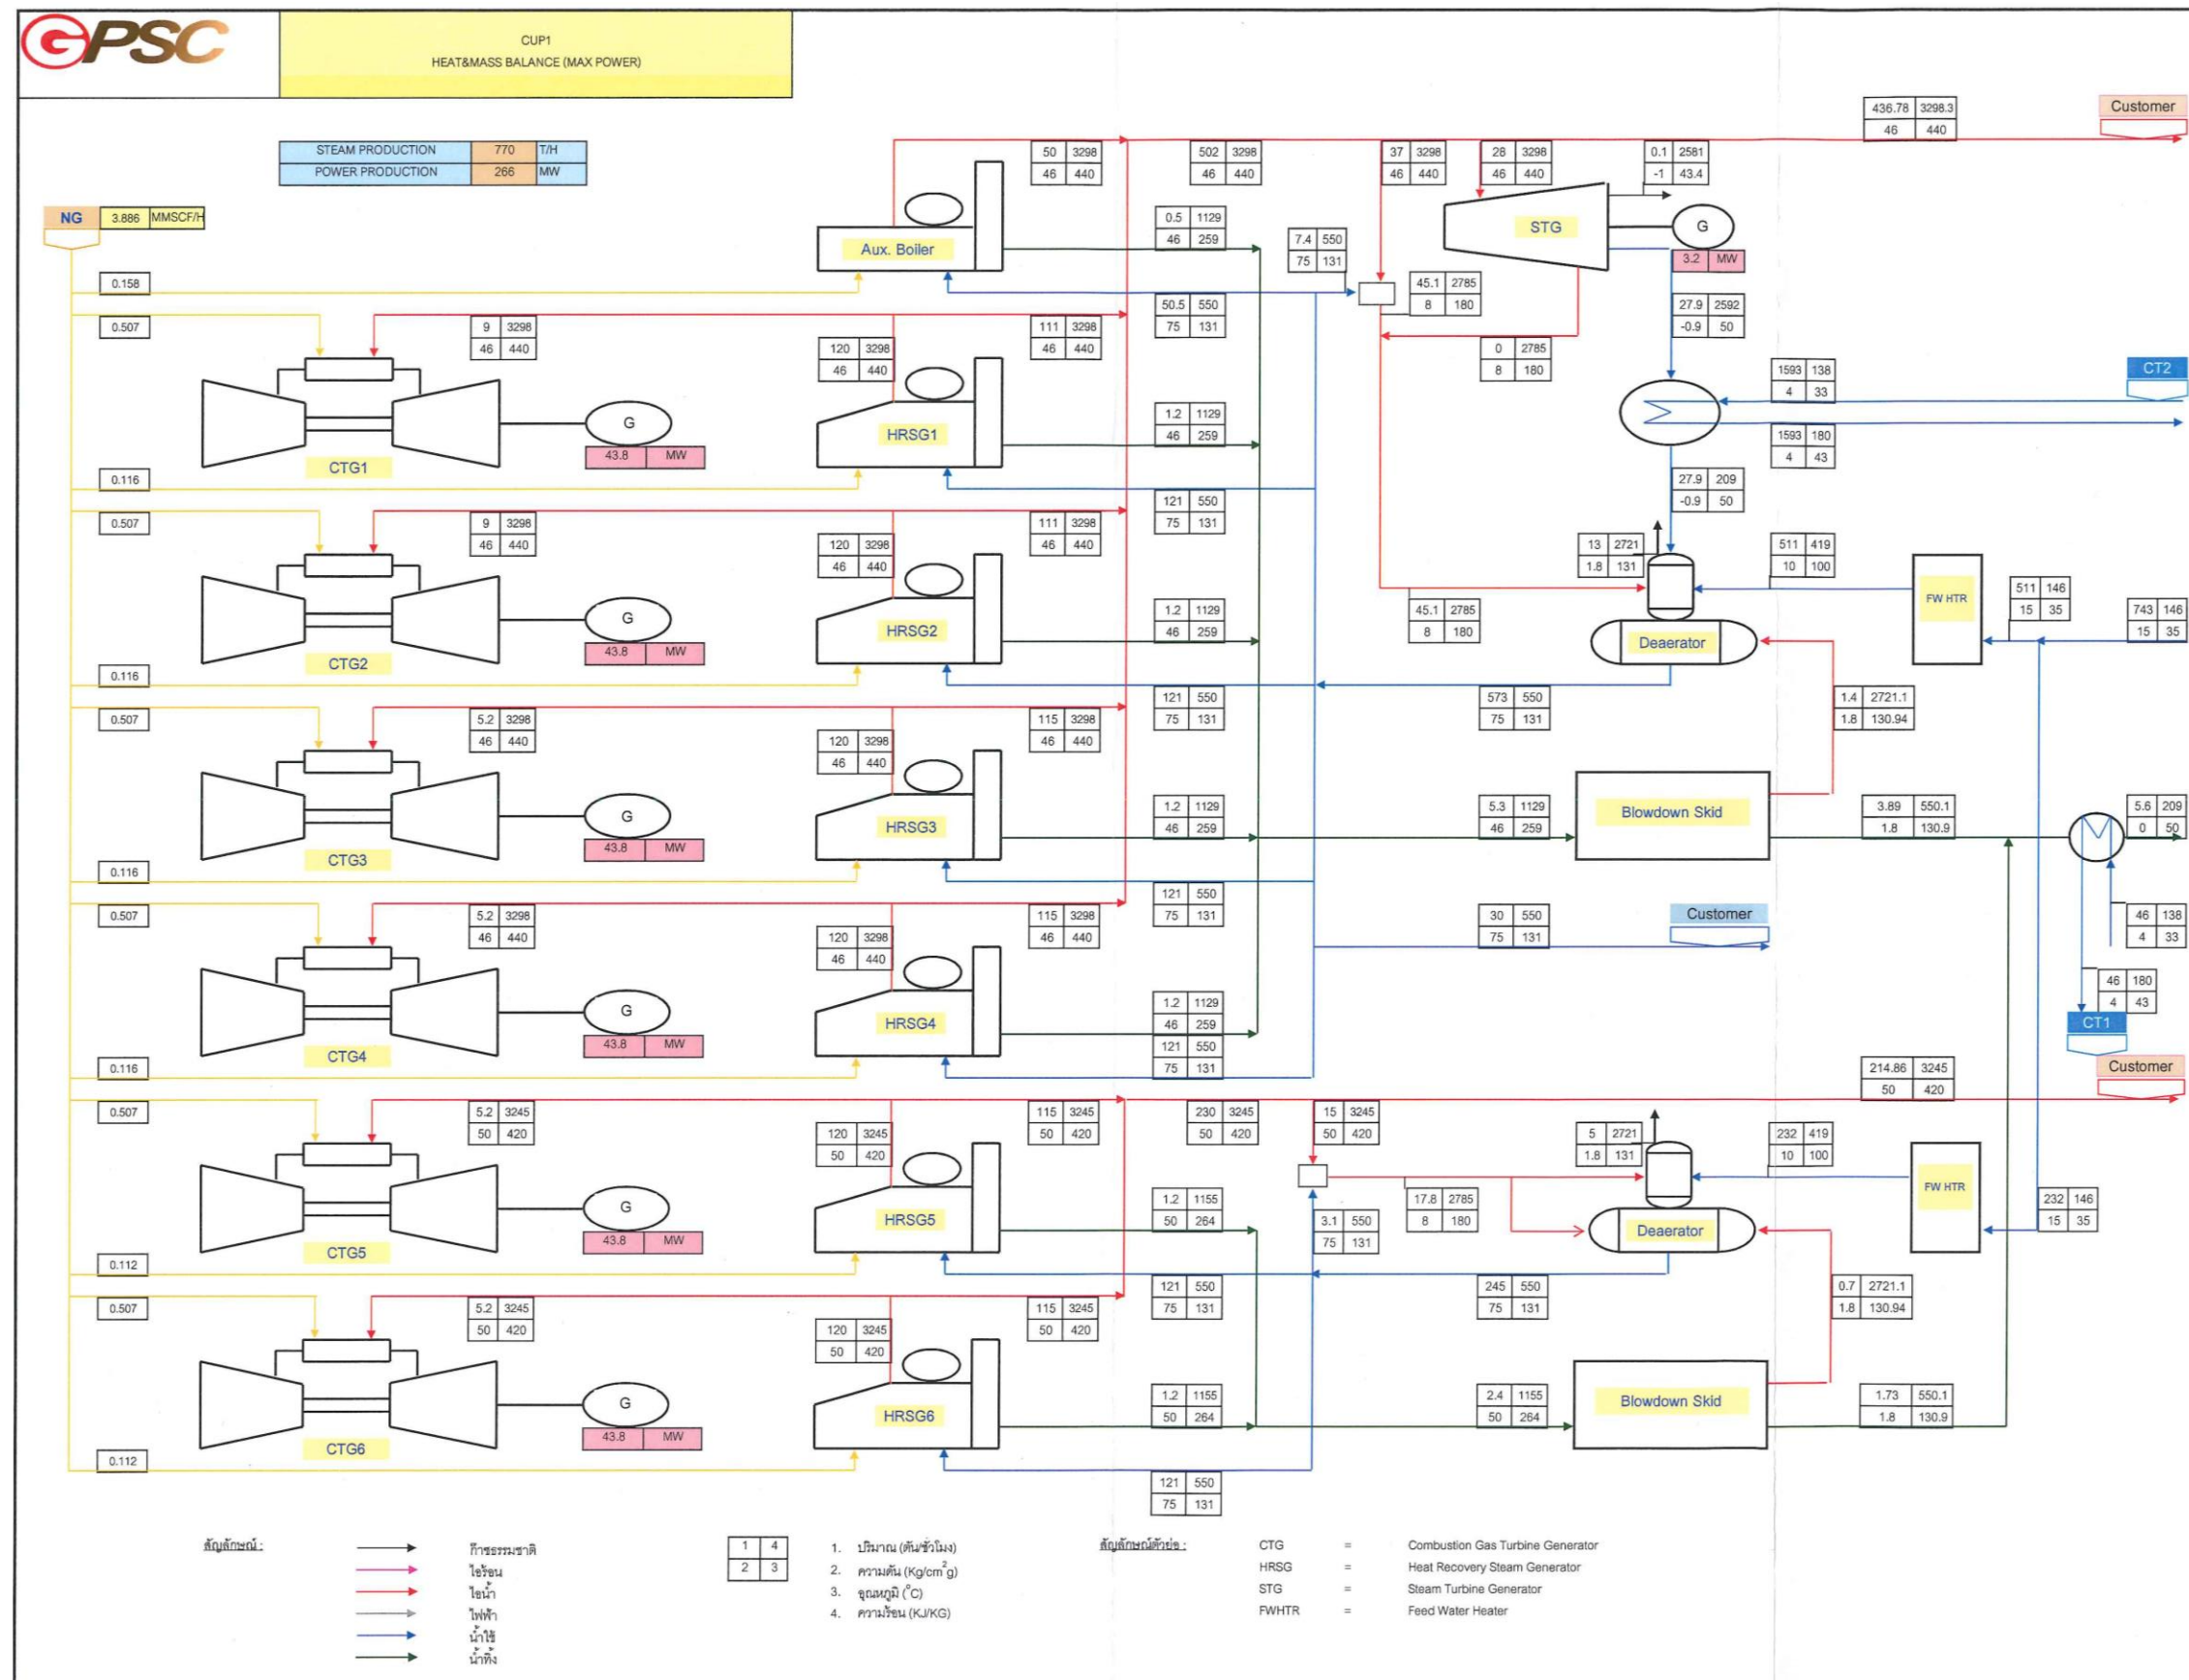 GPSC
CUP1
HEAT&MASS BALANCE (MAX POWER)
STEAM PRODUCTION 770 T/H
POWER PRODUCTION 266 MW
NG 3.886 MMSCF/H
436.78 3298.3
46 440
Customer
50 3298
46 440
502 3298
46 440
37 3298
46 440
28 3298
46 440
0.1 2581
-1 43.4
Aux. Boiler
0.5 1129
46 259
7.4 550
75 131
STG
G
3.2 MW
0.158
50.5 550
75 131
45.1 2785
8 180
27.9 2592
-0.9 50
0 2785
8 180
0.507
9 3298
46 440
120 3298
46 440
111 3298
46 440
G
43.8 MW
CTG1
HRSG1
1.2 1129
46 259
0.116
121 550
75 131
1593 138
4 33
CT2
1593 180
4 43
27.9 209
-0.9 50
0.507
9 3298
46 440
120 3298
46 440
111 3298
46 440
G
43.8 MW
CTG2
HRSG2
1.2 1129
46 259
0.116
121 550
75 131
13 2721
1.8 131
511 419
10 100
FW HTR
511 146
15 35
743 146
15 35
45.1 2785
8 180
Deaerator
573 550
75 131
1.4 2721.1
1.8 130.94
0.507
5.2 3298
46 440
120 3298
46 440
115 3298
46 440
G
43.8 MW
CTG3
HRSG3
1.2 1129
46 259
0.116
121 550
75 131
5.3 1129
46 259
Blowdown Skid
3.89 550.1
1.8 130.9
5.6 209
0 50
30 550
75 131
Customer
46 138
4 33
46 180
4 43
CT1
0.507
5.2 3298
46 440
120 3298
46 440
115 3298
46 440
G
43.8 MW
CTG4
HRSG4
1.2 1129
46 259
121 550
75 131
0.116
214.86 3245
50 420
Customer
0.507
5.2 3245
50 420
120 3245
50 420
115 3245
50 420
230 3245
50 420
15 3245
50 420
G
43.8 MW
CTG5
HRSG5
1.2 1155
50 264
0.112
121 550
75 131
3.1 550
75 131
17.8 2785
8 180
5 2721
1.8 131
232 419
10 100
FW HTR
232 146
15 35
Deaerator
245 550
75 131
0.7 2721.1
1.8 130.94
0.507
5.2 3245
50 420
120 3245
50 420
115 3245
50 420
G
43.8 MW
CTG6
HRSG6
1.2 1155
50 264
0.112
121 550
75 131
2.4 1155
50 264
Blowdown Skid
1.73 550.1
1.8 130.9
สัญลักษณ์ :
ก๊าซธรรมชาติ
ไอร้อน
ไอน้ำ
ไฟฟ้า
น้ำใช้
น้ำทิ้ง
1 4
2 3
1. ปริมาณ (ตัน/ชั่วโมง)
2. ความดัน (Kg/cm²g)
3. อุณหภูมิ (°C)
4. ความร้อน (KJ/KG)
สัญลักษณ์ตัวย่อ :
CTG = Combustion Gas Turbine Generator
HRSG = Heat Recovery Steam Generator
STG = Steam Turbine Generator
FWHTR = Feed Water Heater